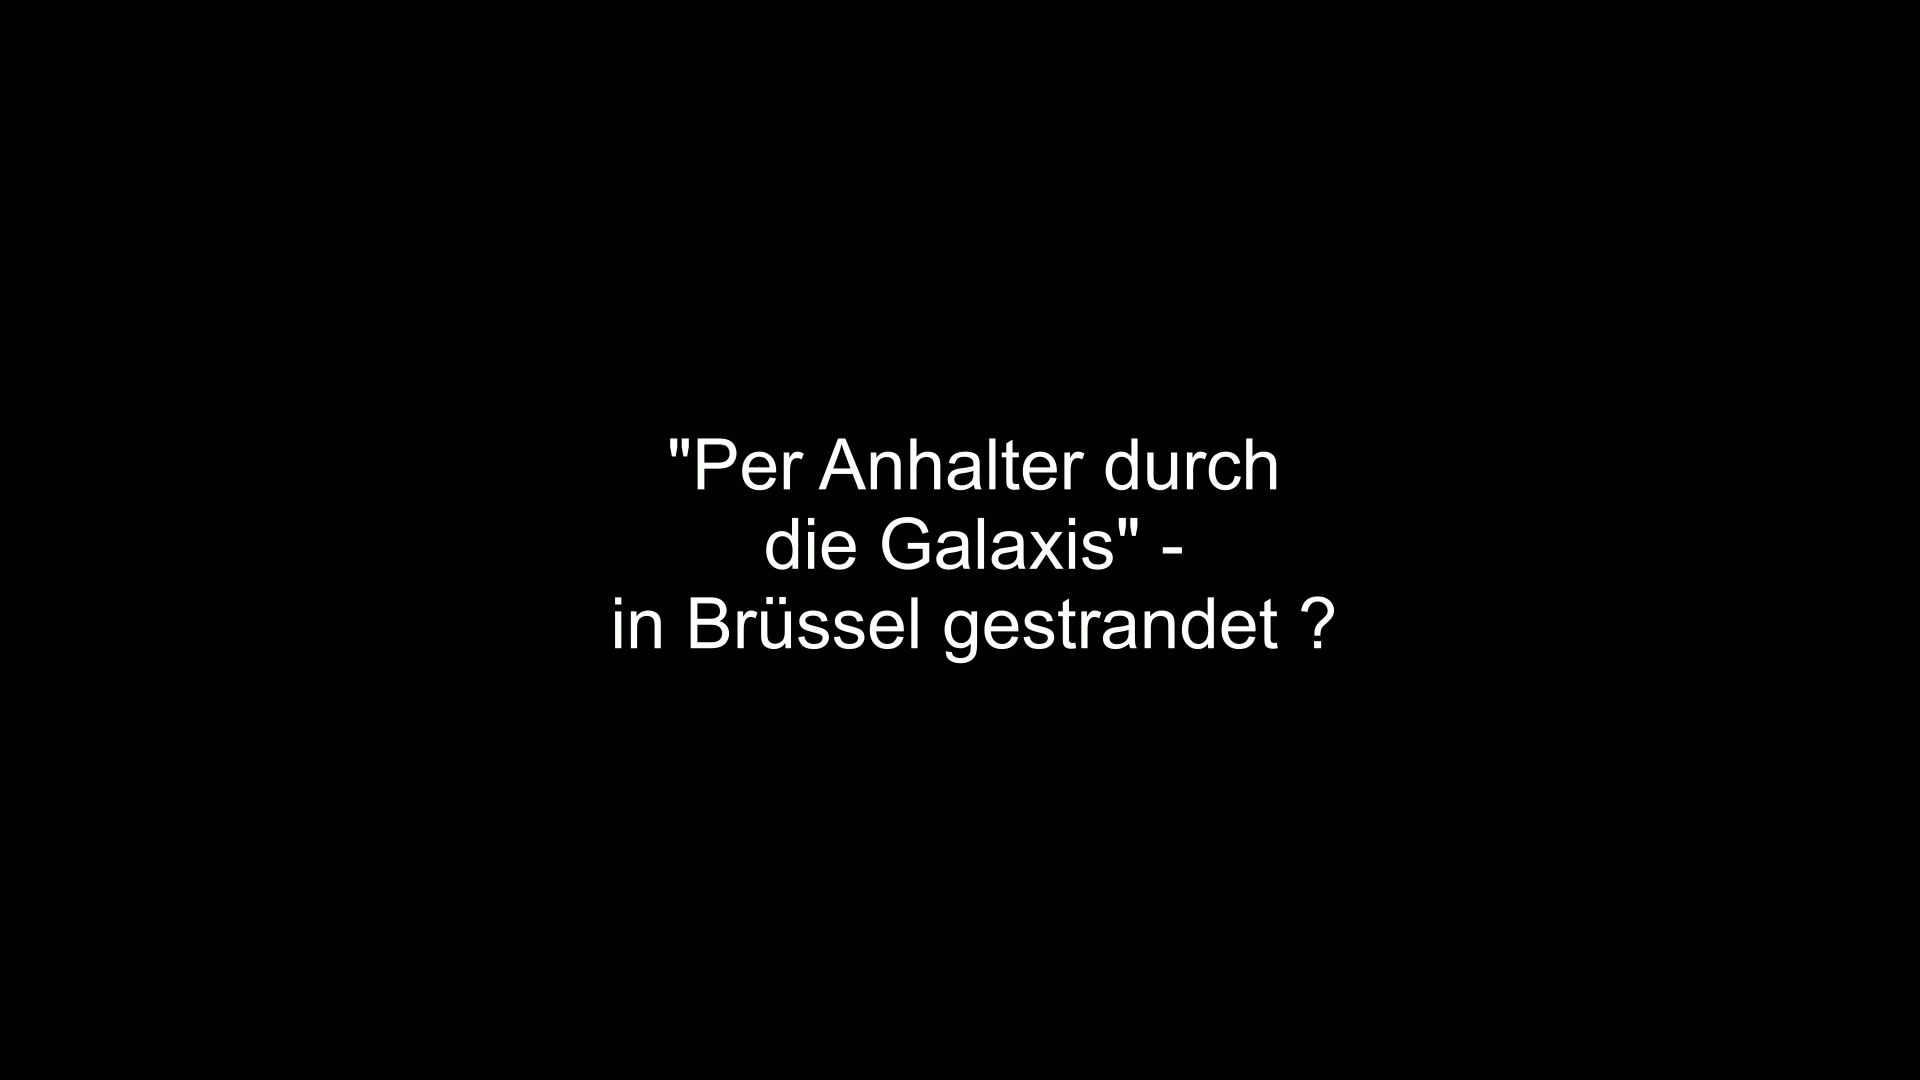 "Per Anhalter durch
die Galaxis" -
in Brüssel gestrandet ?